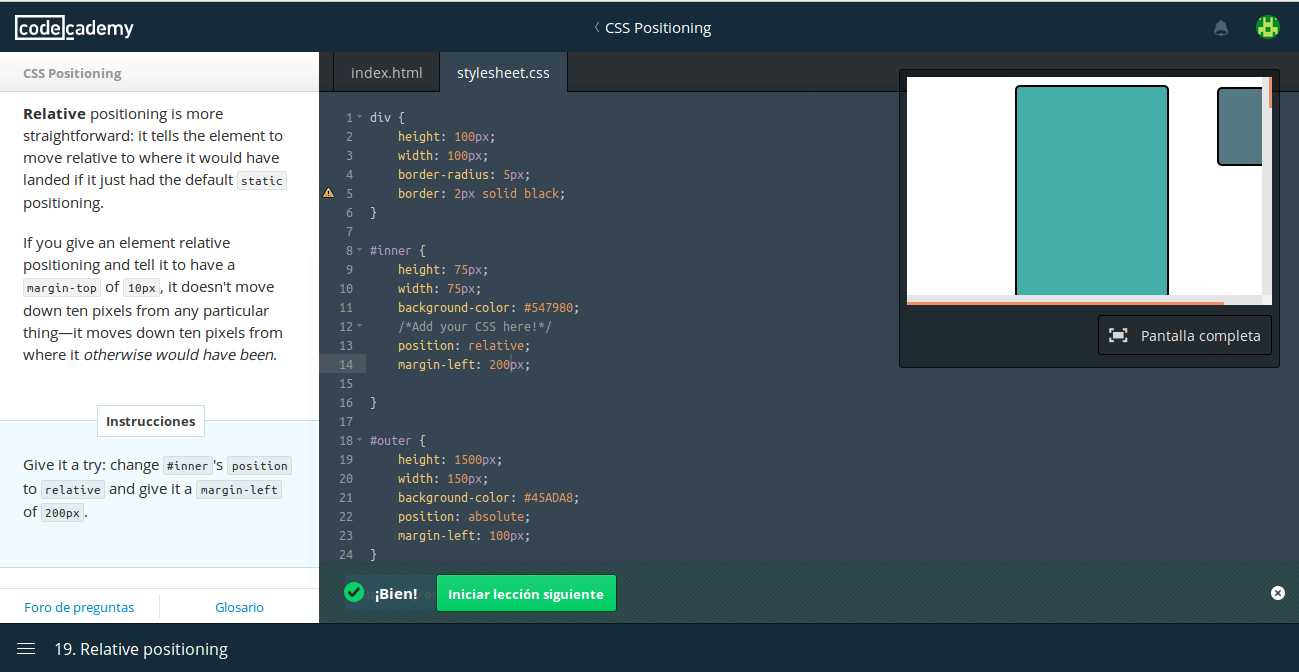 codecademy
CSS Positioning
CSS Positioning
Relative positioning is more
straightforward: it tells the element to
move relative to where it would have
landed if it just had the default static
positioning.
If you give an element relative
positioning and tell it to have a
margin-top of 10px, it doesn't move
down ten pixels from any particular
thing—it moves down ten pixels from
where it otherwise would have been.
Instrucciones
Give it a try: change #inner's position
to relative and give it a margin-left
of 200px.
Foro de preguntas
Glosario
index.html
stylesheet.css
1 div {
2 height: 100px;
3 width: 100px;
4 border-radius: 5px;
5 border: 2px solid black;
6 }
7
8 #inner {
9 height: 75px;
10 width: 75px;
11 background-color: #547980;
12 /*Add your CSS here!*/
13 position: relative;
14 margin-left: 200px;
15
16 }
17
18 #outer {
19 height: 1500px;
20 width: 150px;
21 background-color: #45ADA8;
22 position: absolute;
23 margin-left: 100px;
24 }
Pantalla completa
¡Bien!
Iniciar lección siguiente
19. Relative positioning